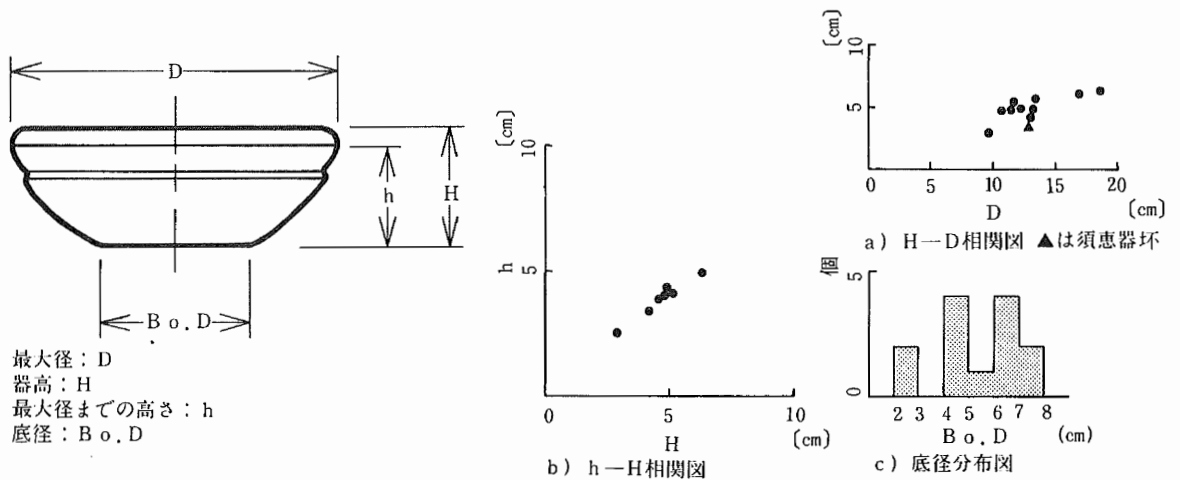 D
h
H
Bo.D
最大径:D
器高:H
最大径までの高さ:h
底径:Bo.D
〔cm〕
10
h
5
0
5
10
H
〔cm〕
b) h—H相関図
〔cm〕
10
H
5
0
5
10
15
20
D
〔cm〕
a) H—D相関図 ▲は須恵器坏
個
5
0
2 3 4 5 6 7 8
Bo.D (cm)
c) 底径分布図